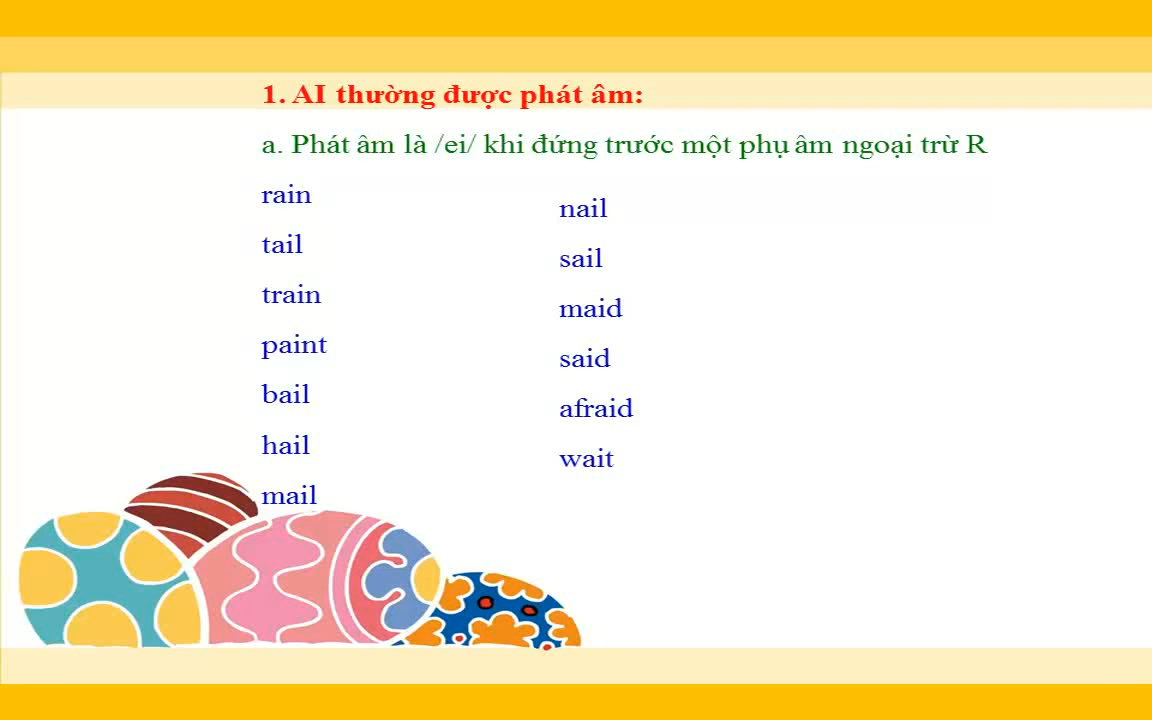 1. AI thường được phát âm:
a. Phát âm là /ei/ khi đứng trước một phụ âm ngoại trừ R
rain
tail
train
paint
bail
hail
mail
nail
sail
maid
said
afraid
wait